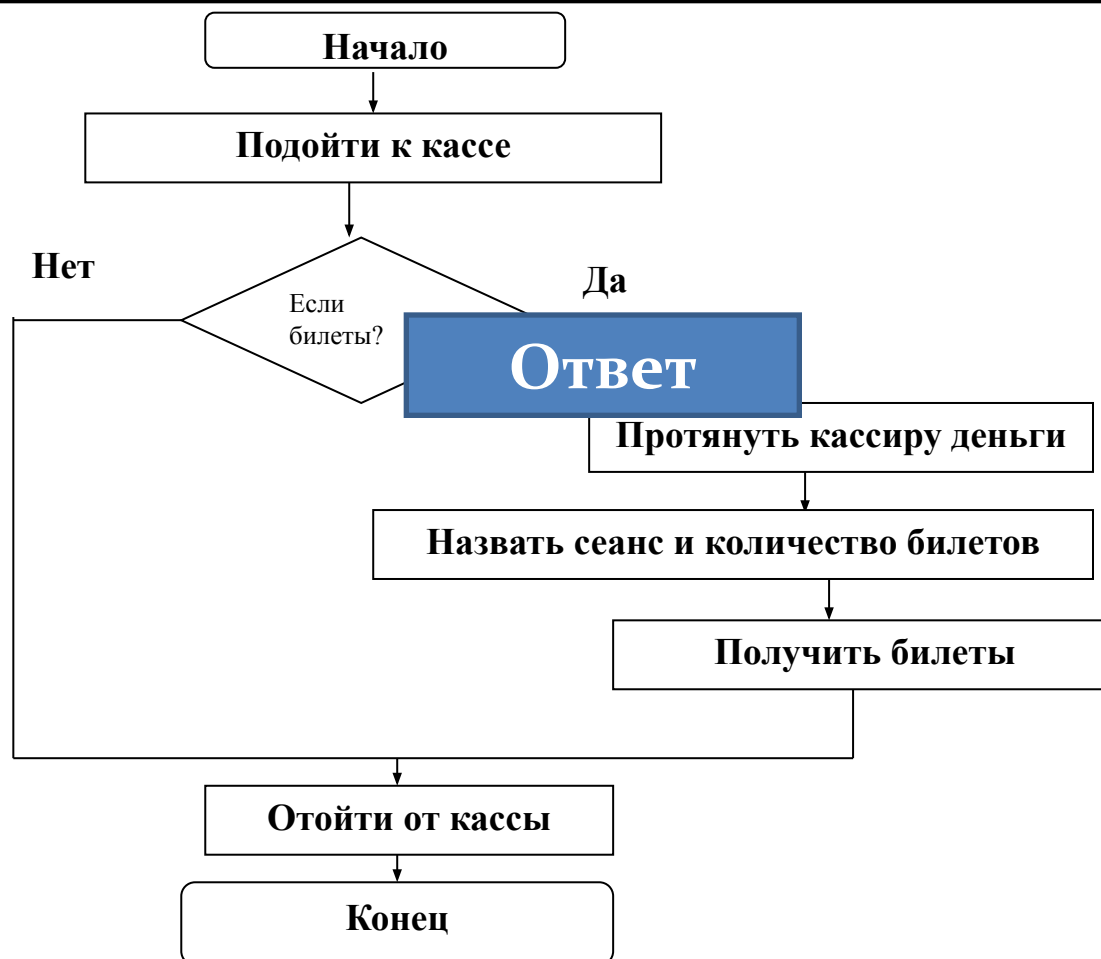 Начало
Подойти к кассе
Нет
Да
Если
билеты?
Ответ
Протянуть кассиру деньги
Назвать сеанс и количество билетов
Получить билеты
Отойти от кассы
Конец